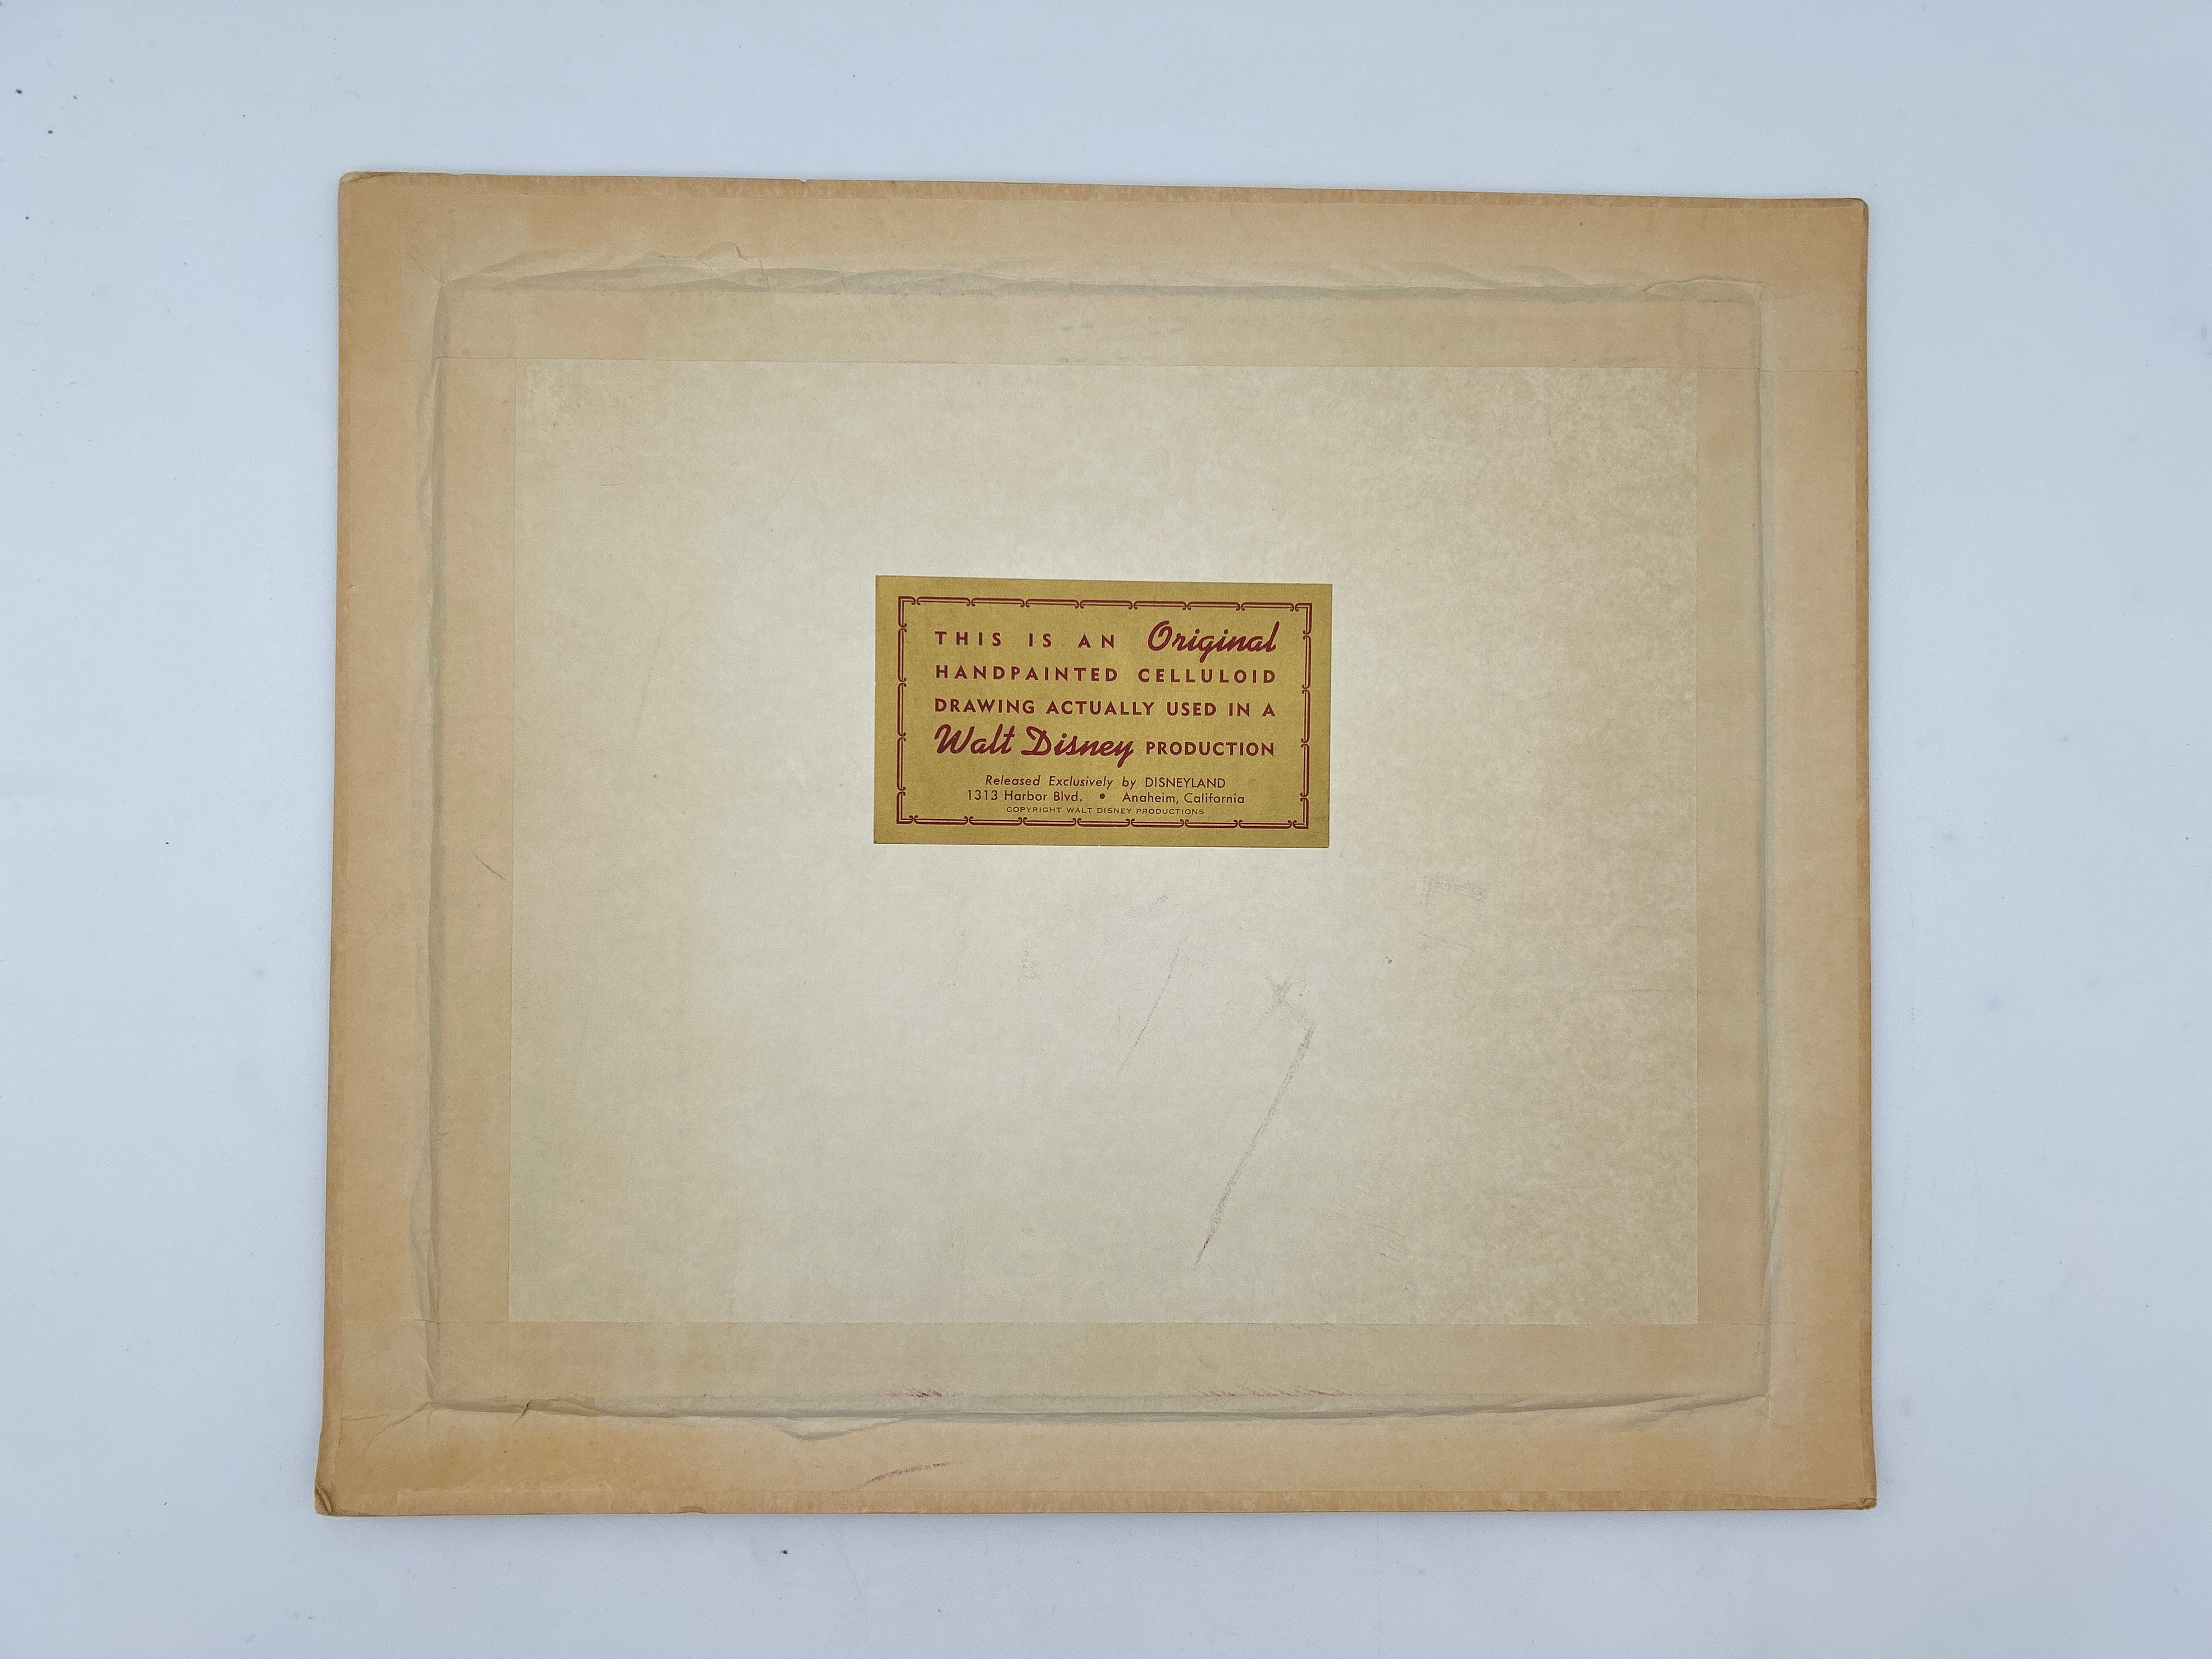 THIS IS AN Original
HANDPAINTED CELLULOID
DRAWING ACTUALLY USED IN A
Walt Disney PRODUCTION
Released Exclusively by DISNEYLAND
1313 Harbor Blvd. • Anaheim, California
COPYRIGHT WALT DISNEY PRODUCTIONS